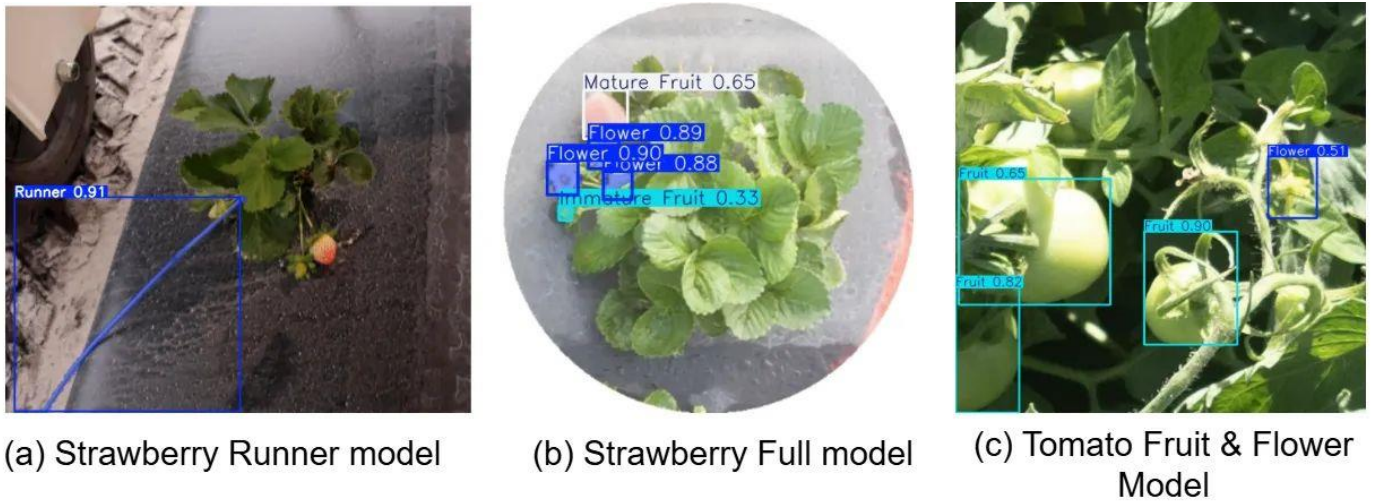 Runner 0.91
(a) Strawberry Runner model
Mature Fruit 0.65
Flower 0.89
Flower 0.90
Flower 0.88
Immature Fruit 0.33
(b) Strawberry Full model
Flower 0.51
Fruit 0.65
Fruit 0.90
Fruit 0.82
(c) Tomato Fruit & Flower
Model